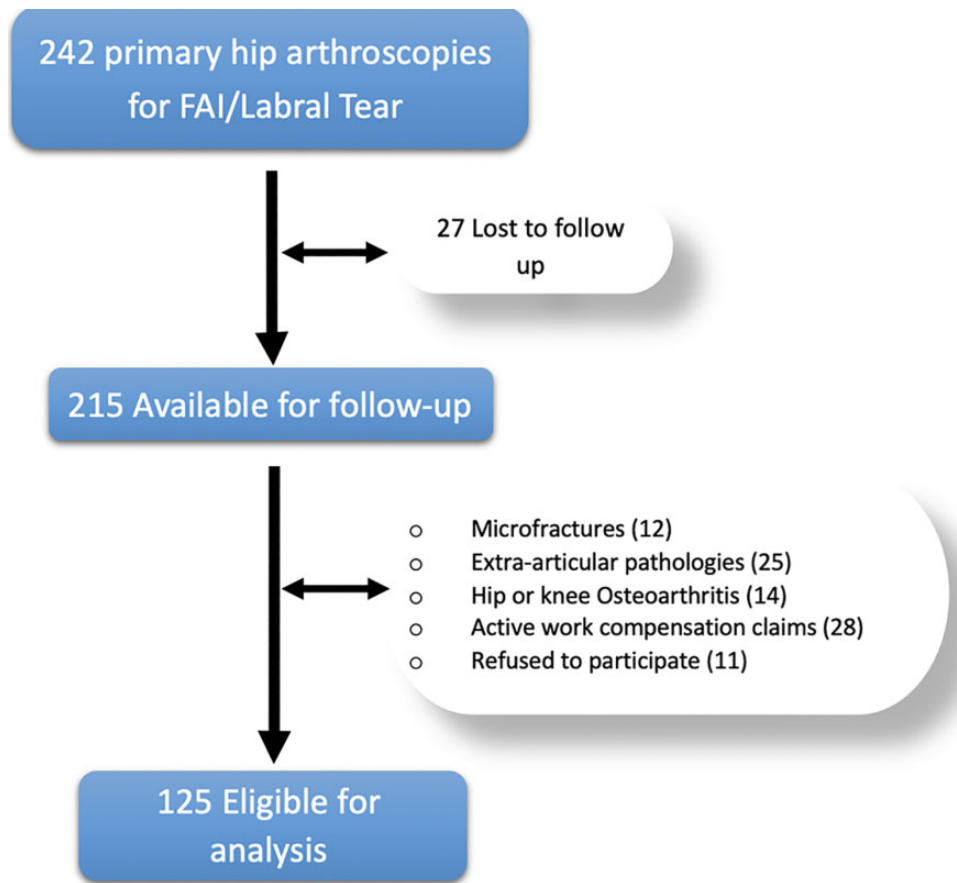 242 primary hip arthroscopies
for FAI/Labral Tear
27 Lost to follow
up
215 Available for follow-up
o Microfractures (12)
o Extra-articular pathologies (25)
o Hip or knee Osteoarthritis (14)
o Active work compensation claims (28)
o Refused to participate (11)
125 Eligible for
analysis